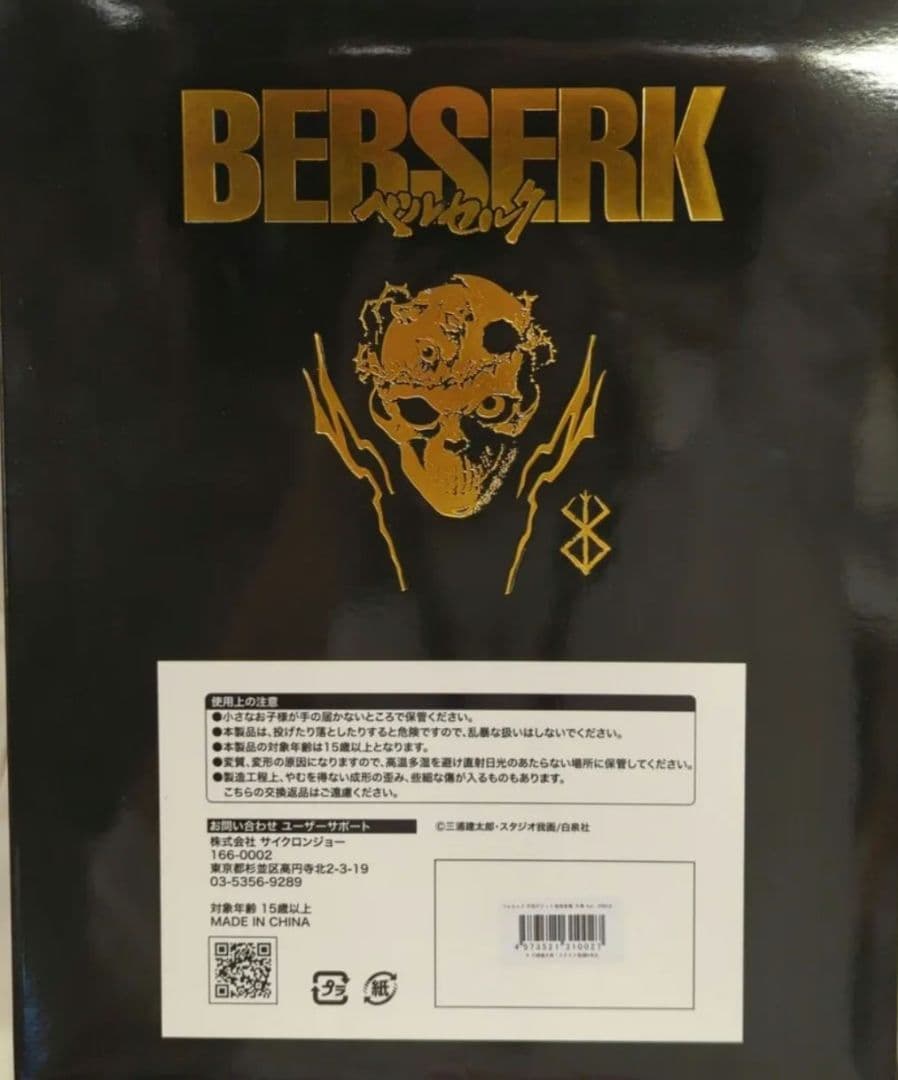 BERSERK
ベルセルク
使用上の注意
●小さなお子様が手の届かないところで保管ください。
●本製品は、投げたり落としたりすると危険ですので、乱暴な扱いはしないでください。
●本製品の対象年齢は15歳以上となります。
●変質、変形の原因になりますので、高温多湿を避け直射日光のあたらない場所に保管してください。
●製造工程上、やむを得ない成形の歪み、些細な傷が入るものもあります。
こちらの交換返品はご遠慮ください。
お問い合わせ ユーザーサポート
株式会社 サイクロンジョー
166-0002
東京都杉並区高円寺北2-3-19
03-5356-9289
対象年齢 15歳以上
MADE IN CHINA
プラ
紙
©三浦建太郎・スタジオ我画/白泉社
4 573521 210027